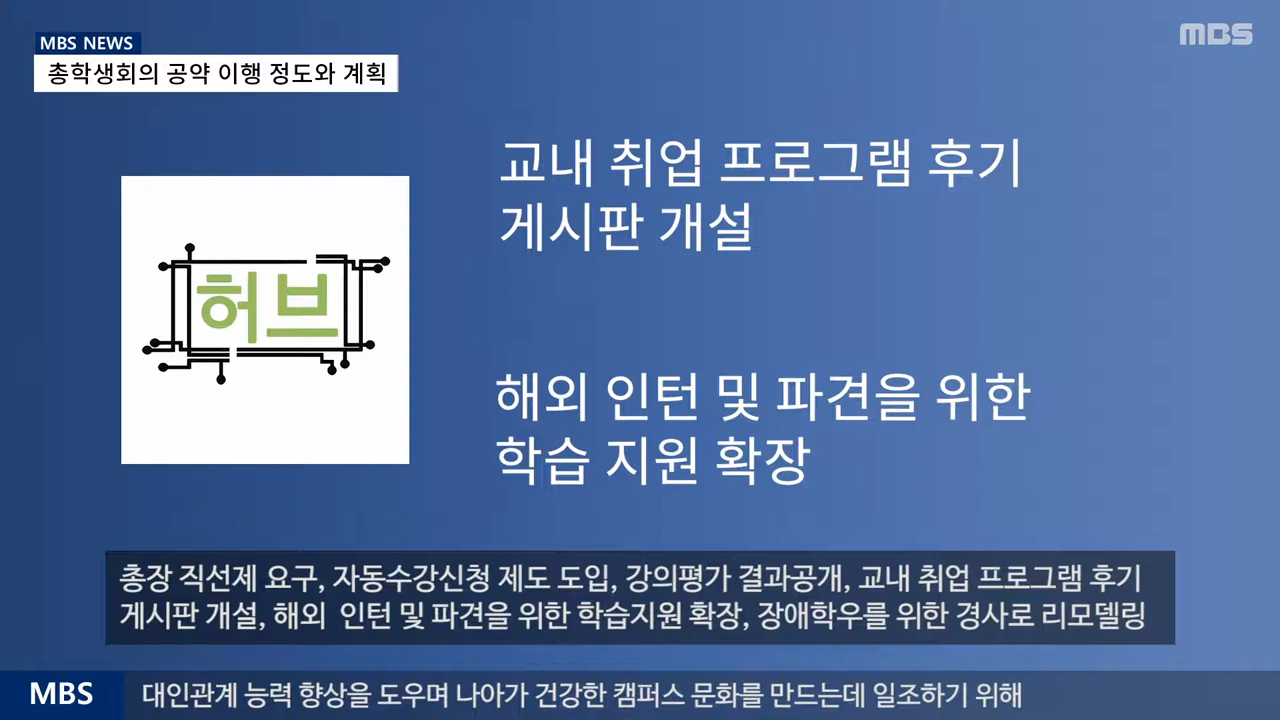 MBS NEWS
MBS
총학생회의 공약 이행 정도와 계획
교내 취업 프로그램 후기
게시판 개설
허브
해외 인턴 및 파견을 위한
학습 지원 확장
총장 직선제 요구, 자동수강신청 제도 도입, 강의평가 결과공개, 교내 취업 프로그램 후기
게시판 개설, 해외 인턴 및 파견을 위한 학습지원 확장, 장애학우를 위한 경사로 리모델링
MBS 대인관계 능력 향상을 도우며 나아가 건강한 캠퍼스 문화를 만드는데 일조하기 위해